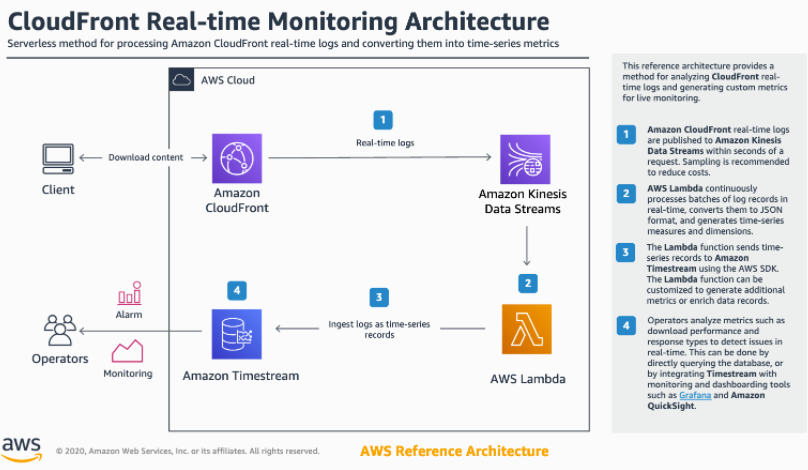 CloudFront Real-time Monitoring Architecture
Serverless method for processing Amazon CloudFront real-time logs and converting them into time-series metrics
AWS Cloud
Client
Download content
Amazon
CloudFront
1
Real-time logs
Amazon Kinesis
Data Streams
2
AWS Lambda
3
Ingest logs as time-series
records
4
Amazon Timestream
Alarm
Monitoring
Operators
This reference architecture provides a
method for analyzing CloudFront real-
time logs and generating custom metrics
for live monitoring.
1
Amazon CloudFront real-time logs
are published to Amazon Kinesis
Data Streams within seconds of a
request. Sampling is recommended
to reduce costs.
2
AWS Lambda continuously
processes batches of log records in
real-time, converts them to JSON
format, and generates time-series
measures and dimensions.
3
The Lambda function sends time-
series records to Amazon
Timestream using the AWS SDK.
The Lambda function can be
customized to generate additional
metrics or enrich data records.
4
Operators analyze metrics such as
download performance and
response types to detect issues in
real-time. This can be done by
directly querying the database, or
by integrating Timestream with
monitoring and dashboarding tools
such as Grafana and Amazon
QuickSight.
aws
© 2020, Amazon Web Services, Inc. or its affiliates. All rights reserved.
AWS Reference Architecture